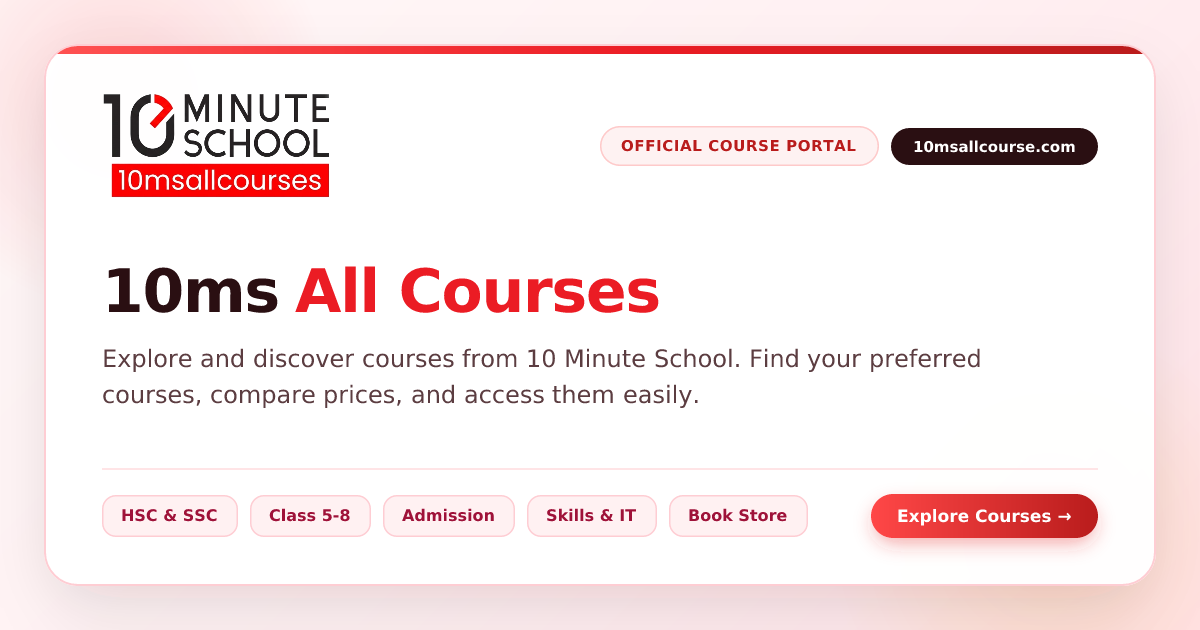 10 MINUTE
SCHOOL
10msallcourses
OFFICIAL COURSE PORTAL
10msallcourse.com
10ms All Courses
Explore and discover courses from 10 Minute School. Find your preferred
courses, compare prices, and access them easily.
HSC & SSC
Class 5-8
Admission
Skills & IT
Book Store
Explore Courses →